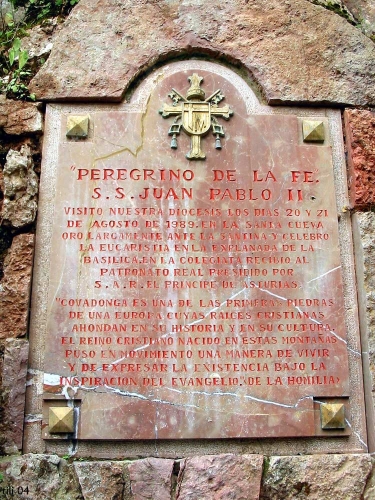 "PEREGRINO DE LA FE.
S.S. JUAN PABLO II
VISITO NUESTRA DIOCESIS LOS DIAS 20 Y 21
DE AGOSTO DE 1989. EN LA SANTA CUEVA
ORO LARGAMENTE ANTE LA SANTINA Y CELEBRO
LA EUCARISTIA EN LA EXPLANADA DE LA
BASILICA. EN LA COLEGIATA RECIBIO AL
PATRONATO REAL PRESIDIDO POR
S.A.R. EL PRINCIPE DE ASTURIAS.
"COVADONGA ES UNA DE LAS PRIMERAS PIEDRAS
DE UNA EUROPA CUYAS RAICES CRISTIANAS
AHONDAN EN SU HISTORIA Y EN SU CULTURA.
EL REINO CRISTIANO NACIDO EN ESTAS MONTAÑAS
PUSO EN MOVIMIENTO UNA MANERA DE VIVIR
Y DE EXPRESAR LA EXISTENCIA BAJO LA
INSPIRACION DEL EVANGELIO". (DE LA HOMILIA)
04